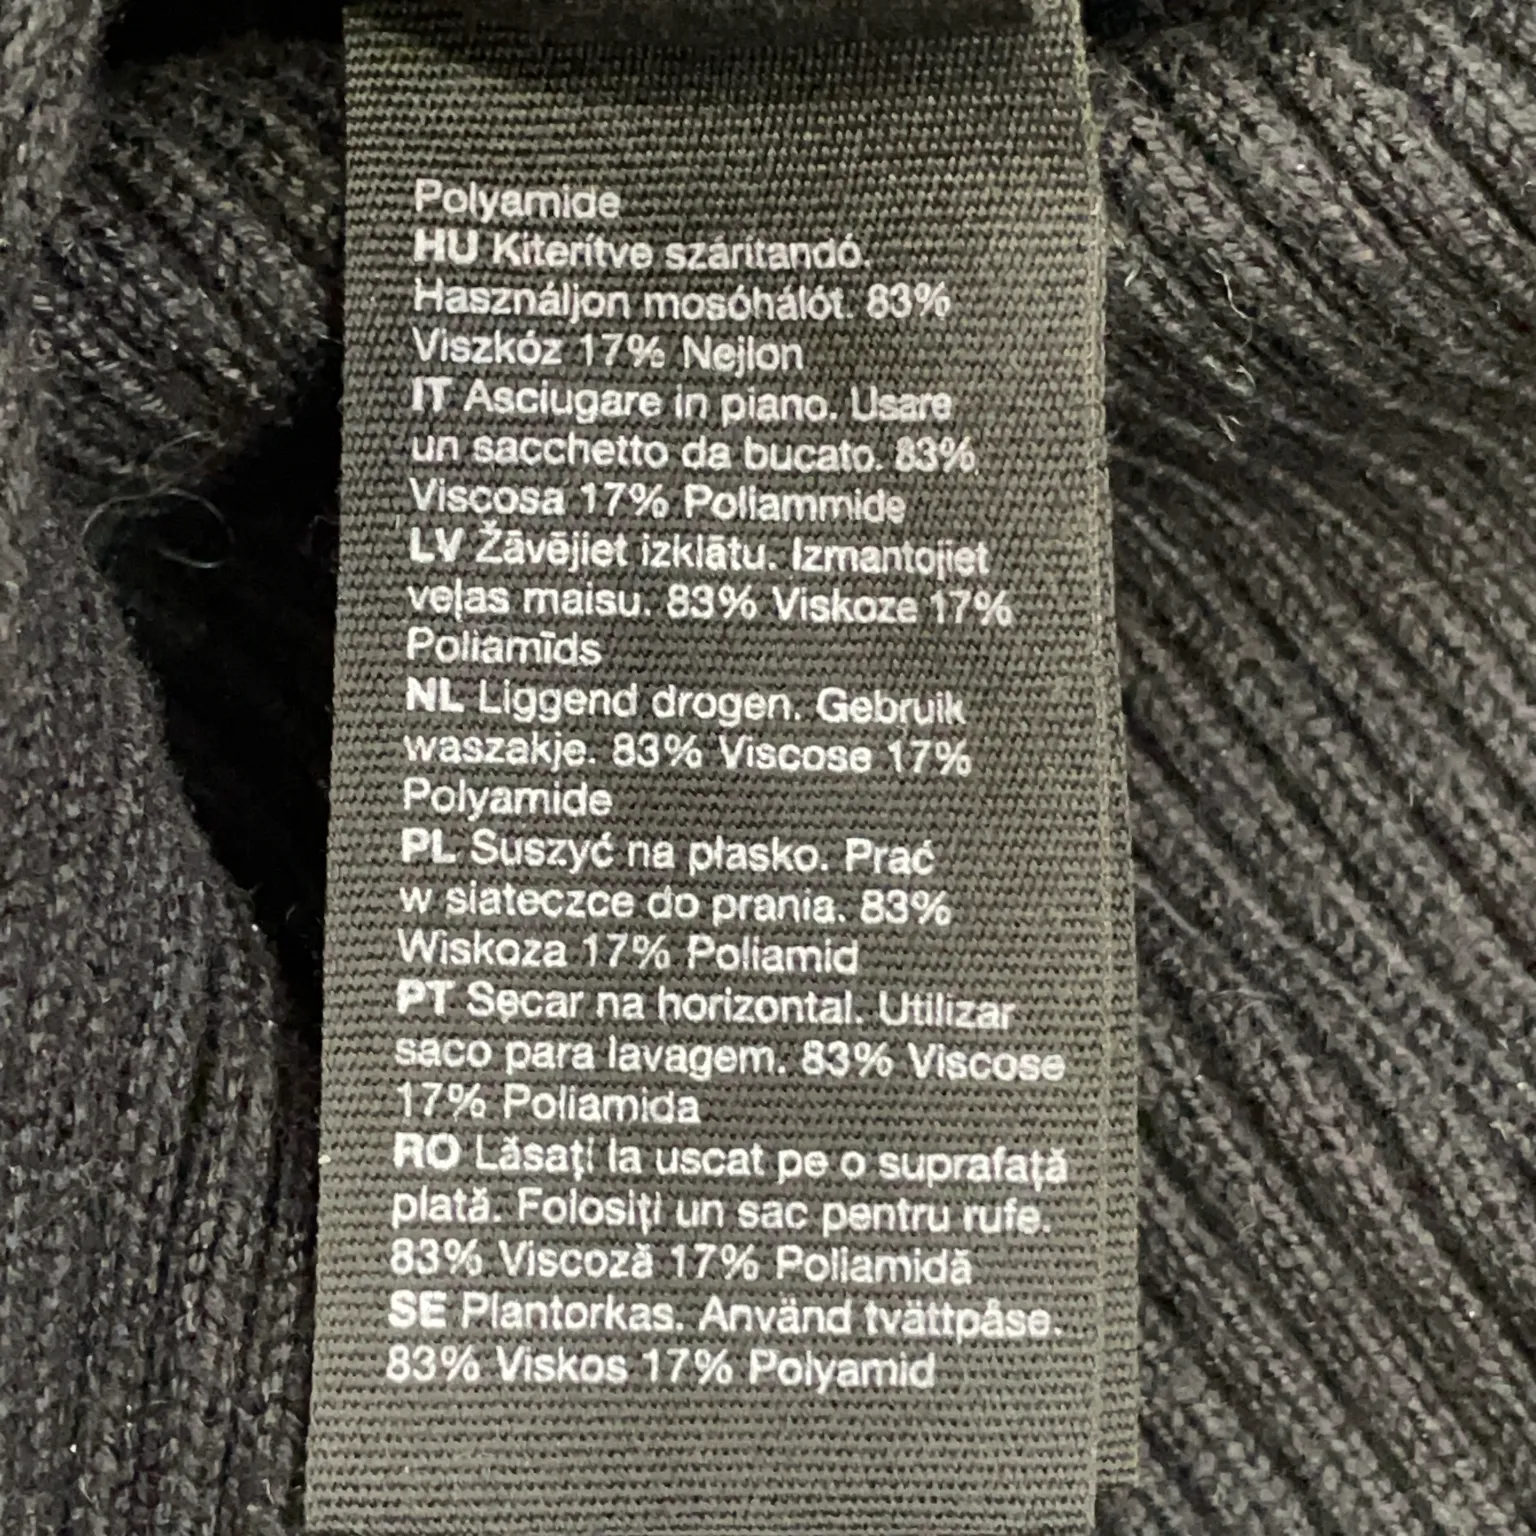 Polyamide
HU Kiterítve szárítandó.
Használjon mosóhálót. 83%
Viszkóz 17% Nejlon
IT Asciugare in piano. Usare
un sacchetto da bucato. 83%
Viscosa 17% Poliammide
LV Žāvējiet izklātu. Izmantojiet
veļas maisu. 83% Viskoze 17%
Poliamīds
NL Liggend drogen. Gebruik
waszakje. 83% Viscose 17%
Polyamide
PL Suszyć na płasko. Prać
w siateczce do prania. 83%
Wiskoza 17% Poliamid
PT Secar na horizontal. Utilizar
saco para lavagem. 83% Viscose
17% Poliamida
RO Lăsaţi la uscat pe o suprafaţă
plată. Folosiţi un sac pentru rufe.
83% Viscoză 17% Poliamidă
SE Plantorkas. Använd tvättpåse.
83% Viskos 17% Polyamid